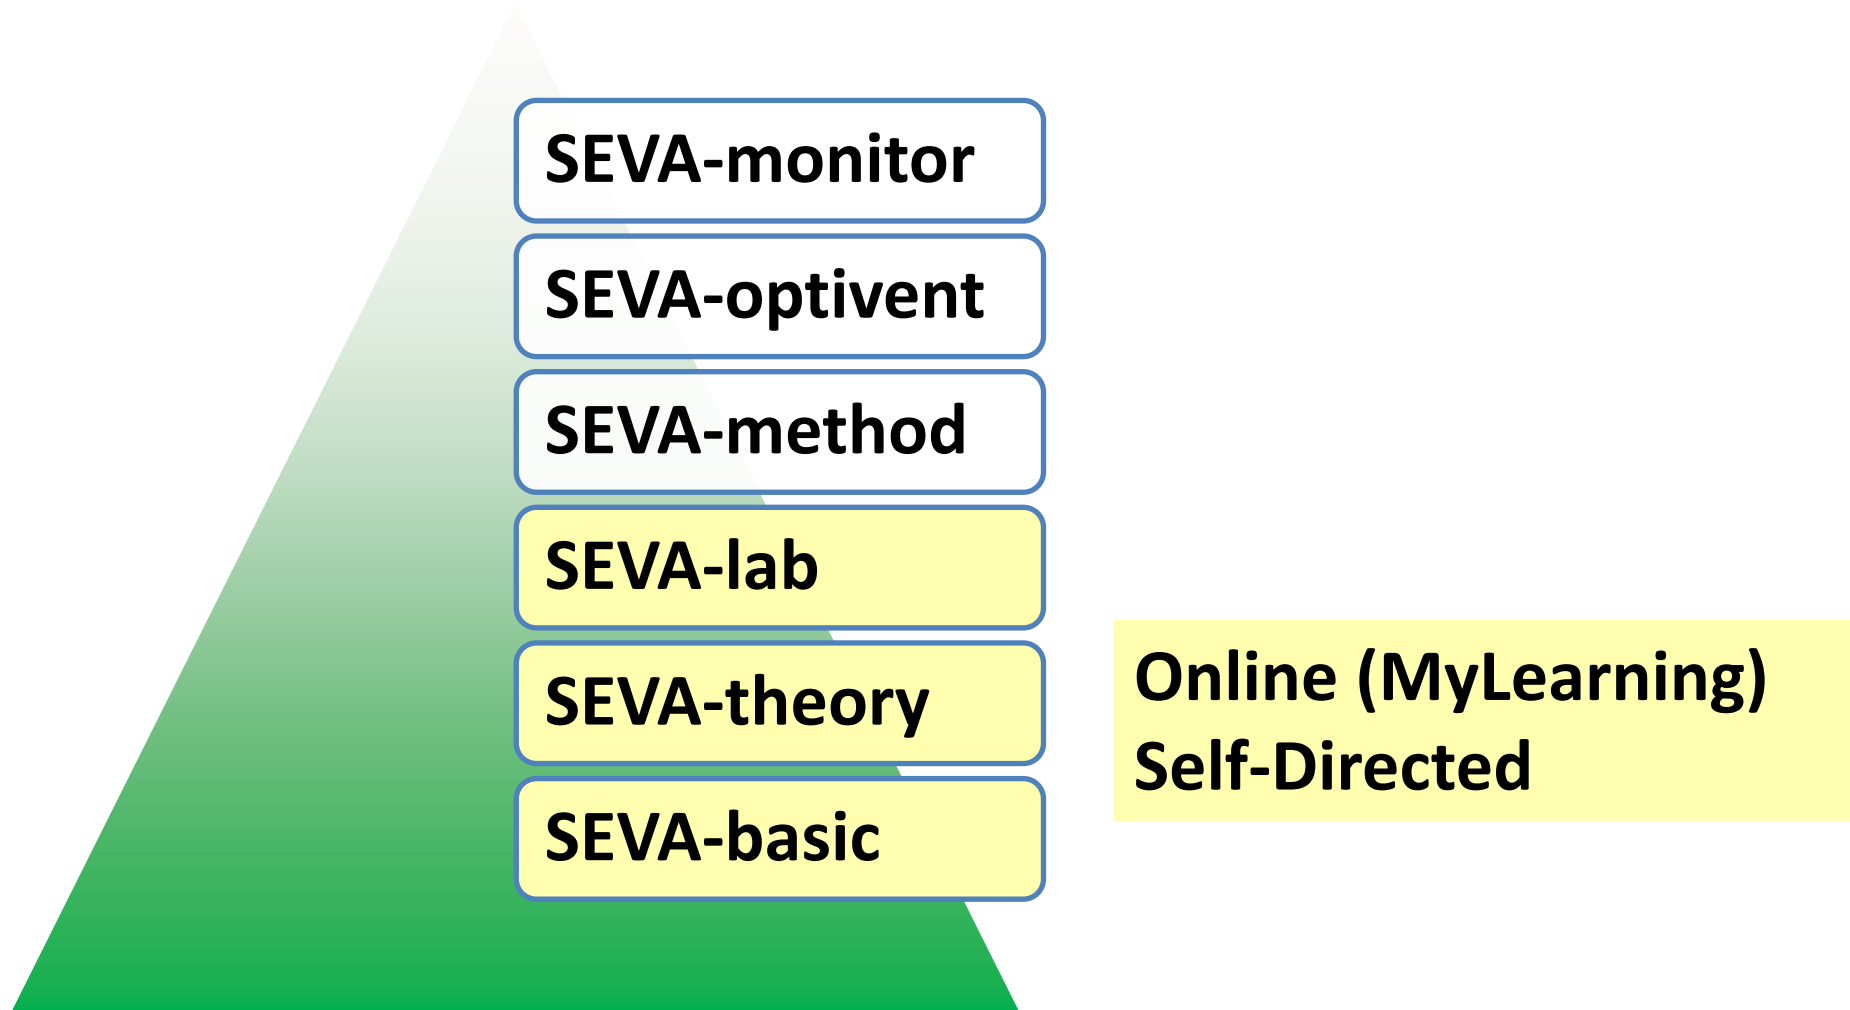 SEVA-monitor
SEVA-optivent
SEVA-method
SEVA-lab
SEVA-theory
SEVA-basic
Online (MyLearning)
Self-Directed